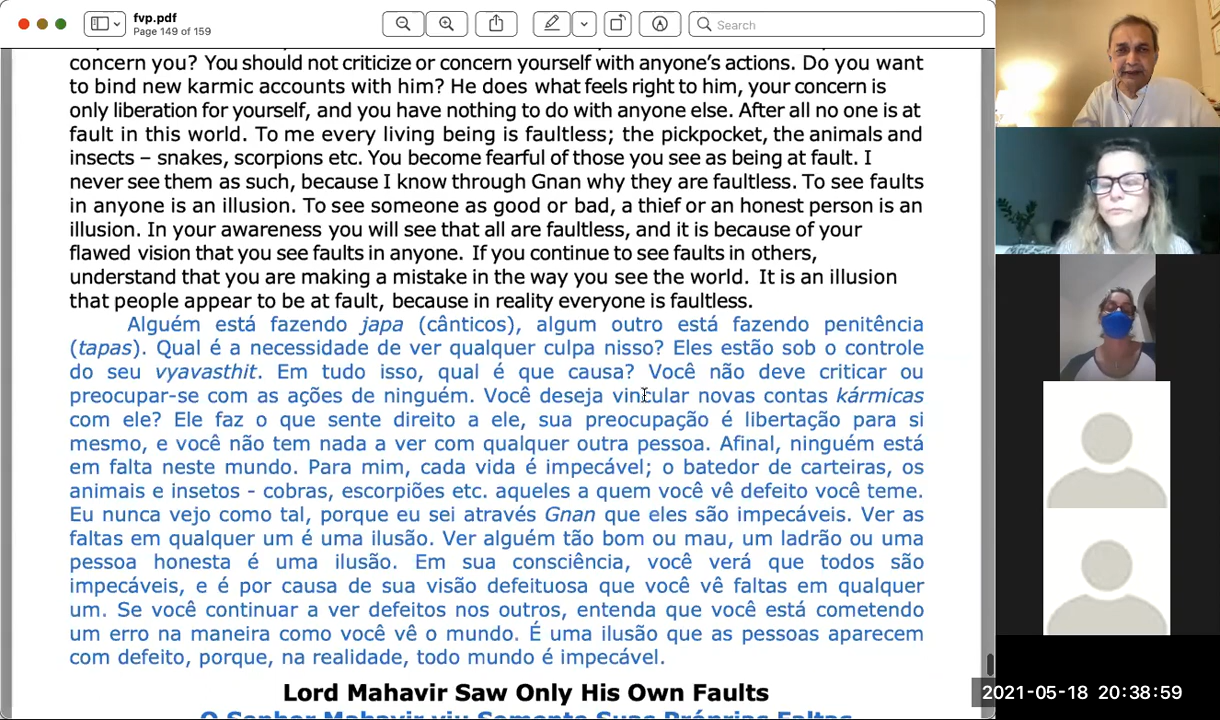 fvp.pdf
Page 149 of 159
Search
concern you? You should not criticize or concern yourself with anyone's actions. Do you want
to bind new karmic accounts with him? He does what feels right to him, your concern is
only liberation for yourself, and you have nothing to do with anyone else. After all no one is at
fault in this world. To me every living being is faultless; the pickpocket, the animals and
insects – snakes, scorpions etc. You become fearful of those you see as being at fault. I
never see them as such, because I know through Gnan why they are faultless. To see faults
in anyone is an illusion. To see someone as good or bad, a thief or an honest person is an
illusion. In your awareness you will see that all are faultless, and it is because of your
flawed vision that you see faults in anyone. If you continue to see faults in others,
understand that you are making a mistake in the way you see the world. It is an illusion
that people appear to be at fault, because in reality everyone is faultless.
Alguém está fazendo japa (cânticos), algum outro está fazendo penitência
(tapas). Qual é a necessidade de ver qualquer culpa nisso? Eles estão sob o controle
do seu vyavasthit. Em tudo isso, qual é que causa? Você não deve criticar ou
preocupar-se com as ações de ninguém. Você deseja vincular novas contas kármicas
com ele? Ele faz o que sente direito a ele, sua preocupação é libertação para si
mesmo, e você não tem nada a ver com qualquer outra pessoa. Afinal, ninguém está
em falta neste mundo. Para mim, cada vida é impecável; o batedor de carteiras, os
animais e insetos - cobras, escorpiões etc. aqueles a quem você vê defeito você teme.
Eu nunca vejo como tal, porque eu sei através Gnan que eles são impecáveis. Ver as
faltas em qualquer um é uma ilusão. Ver alguém tão bom ou mau, um ladrão ou uma
pessoa honesta é uma ilusão. Em sua consciência, você verá que todos são
impecáveis, e é por causa de sua visão defeituosa que você vê faltas em qualquer
um. Se você continuar a ver defeitos nos outros, entenda que você está cometendo
um erro na maneira como você vê o mundo. É uma ilusão que as pessoas aparecem
com defeito, porque, na realidade, todo mundo é impecável.
Lord Mahavir Saw Only His Own Faults
O Senhor Mahavir viu Somente Suas Próprias Faltas
2021-05-18 20:38:59